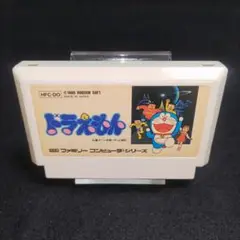 HFC-DO
© 1986 HUDSON SOFT
MADE IN JAPAN
ドラえもん
ファミリー コンピュータ シリーズ